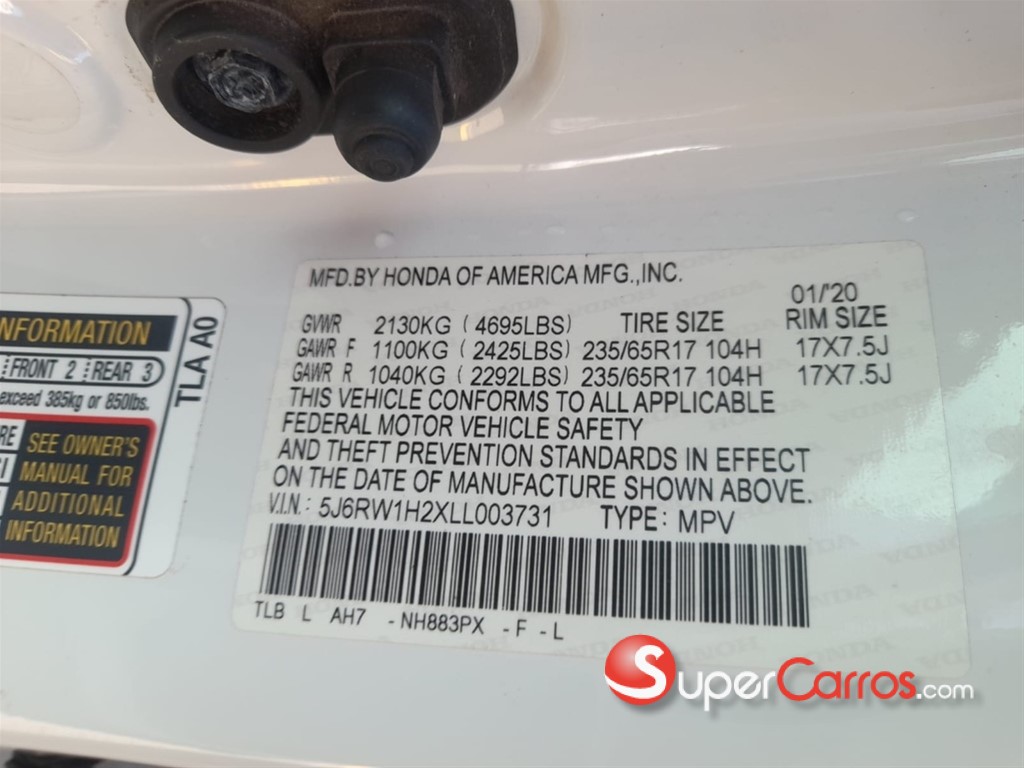 MFD.BY HONDA OF AMERICA MFG.,INC.
01/'20
GVWR 2130KG (4695LBS) TIRE SIZE RIM SIZE
GAWR F 1100KG (2425LBS) 235/65R17 104H 17X7.5J
GAWR R 1040KG (2292LBS) 235/65R17 104H 17X7.5J
THIS VEHICLE CONFORMS TO ALL APPLICABLE
FEDERAL MOTOR VEHICLE SAFETY
AND THEFT PREVENTION STANDARDS IN EFFECT
ON THE DATE OF MANUFACTURE SHOWN ABOVE.
V.I.N.: 5J6RW1H2XLL003731 TYPE: MPV
TLB L AH7 -NH883PX -F -L
NFORMATION
FRONT 2 REAR 3
exceed 385kg or 850lbs.
SEE OWNER'S
MANUAL FOR
ADDITIONAL
INFORMATION
TLA A0
SuperCarros.com